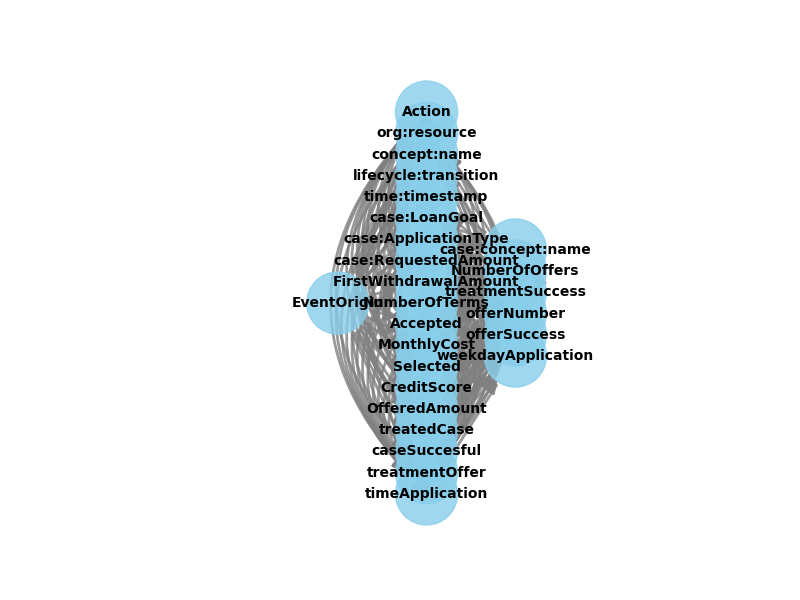 Action
org:resource
concept:name
lifecycle:transition
time:timestamp
case:LoanGoal
case:ApplicationType
case:RequestedAmount
FirstWithdrawalAmount
NumberOfTerms
Accepted
MonthlyCost
Selected
CreditScore
OfferedAmount
treatedCase
caseSuccesful
treatmentOffer
timeApplication
EventOrigin
case:concept:name
NumberOfOffers
treatmentSuccess
offerNumber
offerSuccess
weekdayApplication